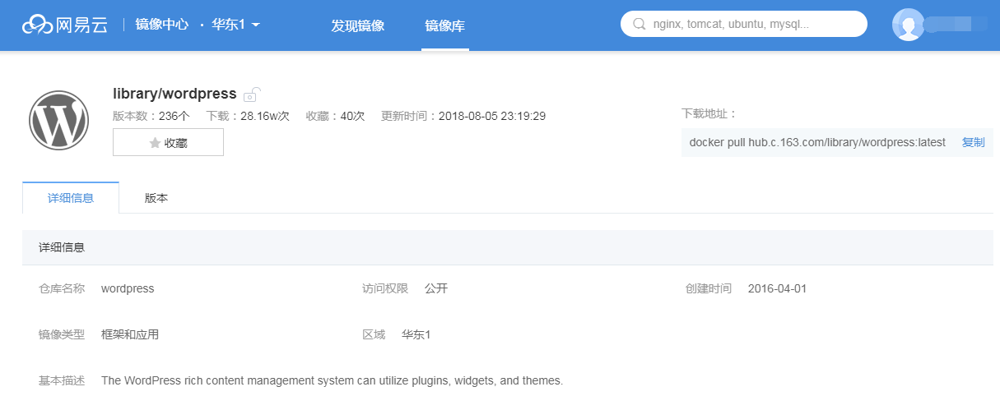 网易云 镜像中心 · 华东1 发现镜像 镜像库 nginx, tomcat, ubuntu, mysql...
library/wordpress
版本数：236个 下载：28.16w次 收藏：40次 更新时间：2018-08-05 23:19:29
下载地址：
收藏
docker pull hub.c.163.com/library/wordpress:latest 复制
详细信息 版本
详细信息
仓库名称 wordpress 访问权限 公开 创建时间 2016-04-01
镜像类型 框架和应用 区域 华东1
基本描述 The WordPress rich content management system can utilize plugins, widgets, and themes.